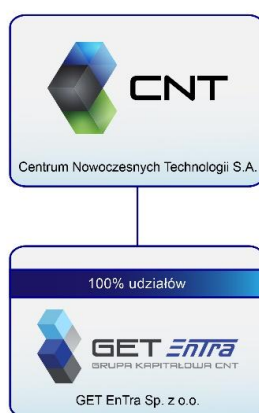 CNT
Centrum Nowoczesnych Technologii S.A.
100% udziałów
GET EnTra
GRUPA KAPITAŁOWA CNT
GET EnTra Sp. z o.o.